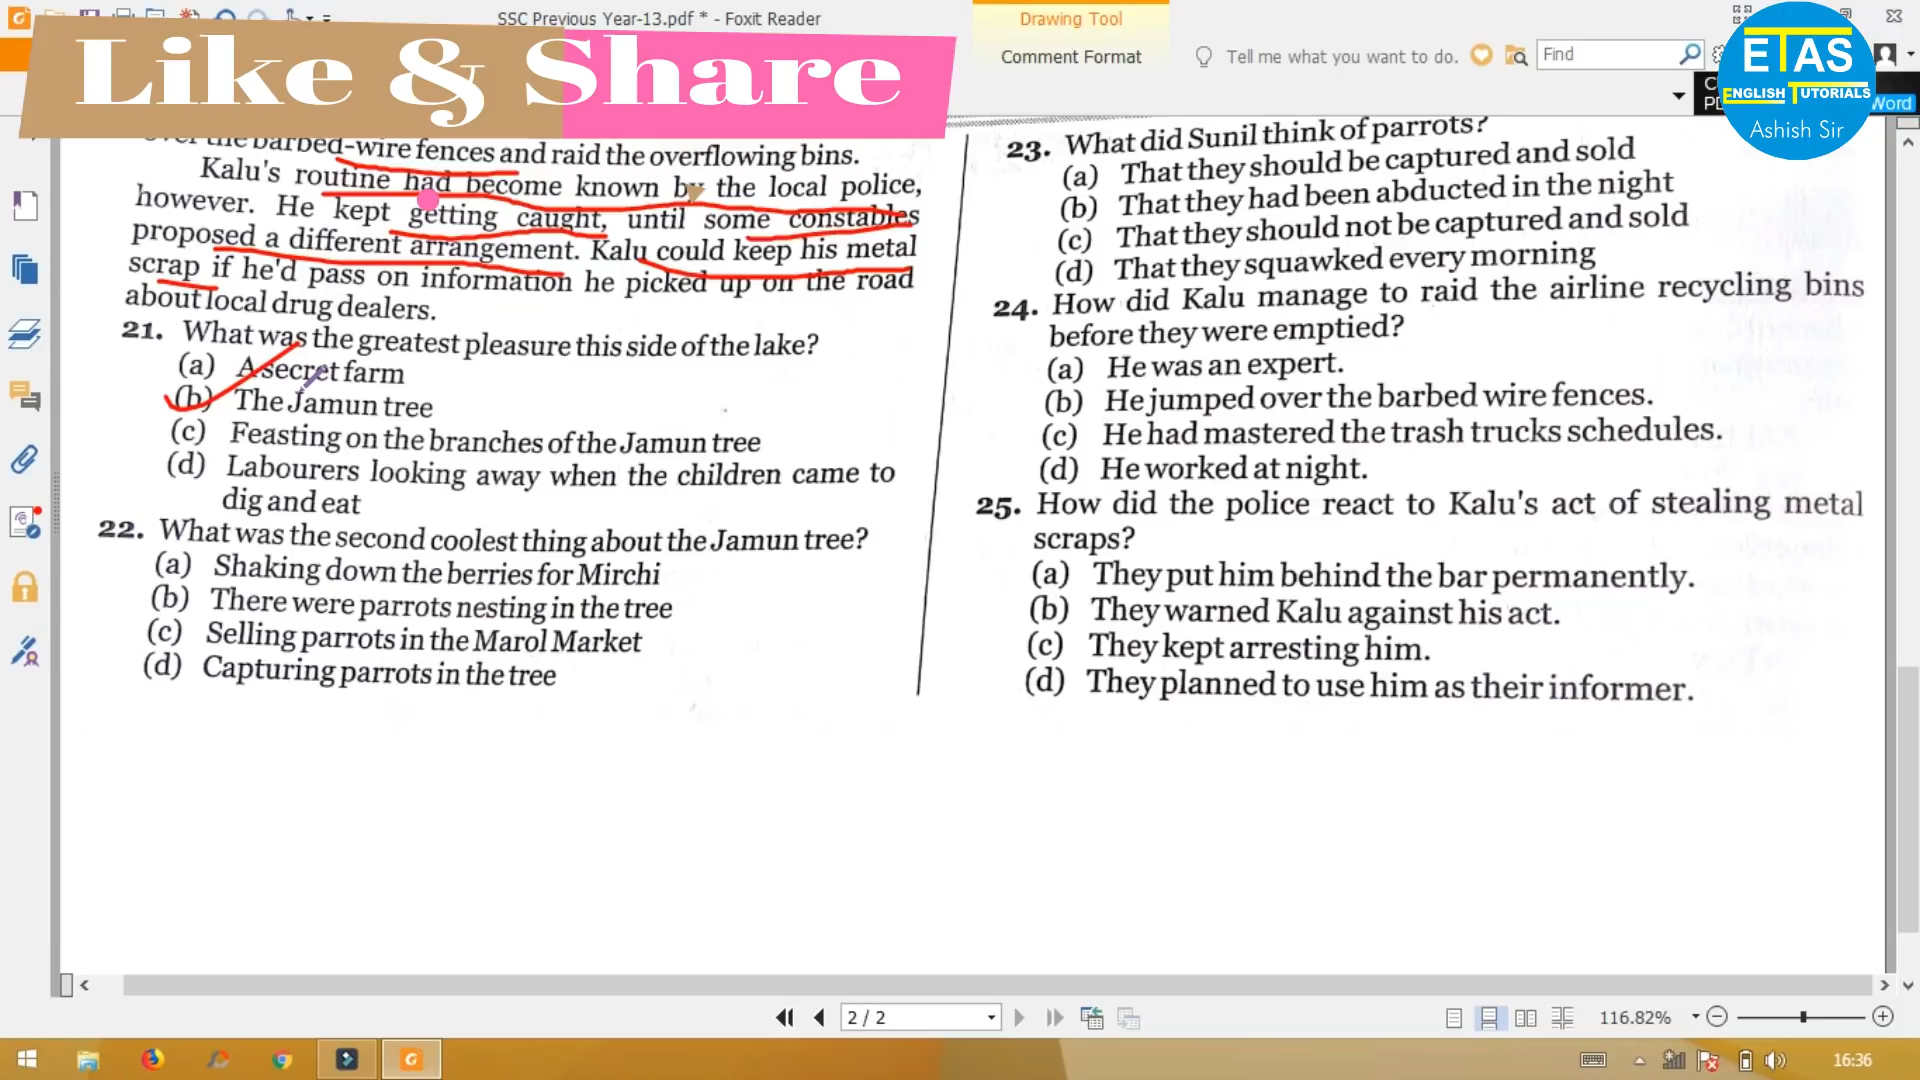 SSC Previous Year-13.pdf * - Foxit Reader
Drawing Tool
Comment Format
Tell me what you want to do.
Find
Like & Share
ETAS
ENGLISH TUTORIALS
Ashish Sir
Word
over the barbed-wire fences and raid the overflowing bins.
Kalu's routine had become known by the local police,
however. He kept getting caught, until some constables
proposed a different arrangement. Kalu could keep his metal
scrap if he'd pass on information he picked up on the road
about local drug dealers.
21. What was the greatest pleasure this side of the lake?
(a) A secret farm
(b) The Jamun tree
(c) Feasting on the branches of the Jamun tree
(d) Labourers looking away when the children came to
dig and eat
22. What was the second coolest thing about the Jamun tree?
(a) Shaking down the berries for Mirchi
(b) There were parrots nesting in the tree
(c) Selling parrots in the Marol Market
(d) Capturing parrots in the tree
23. What did Sunil think of parrots?
(a) That they should be captured and sold
(b) That they had been abducted in the night
(c) That they should not be captured and sold
(d) That they squawked every morning
24. How did Kalu manage to raid the airline recycling bins
before they were emptied?
(a) He was an expert.
(b) He jumped over the barbed wire fences.
(c) He had mastered the trash trucks schedules.
(d) He worked at night.
25. How did the police react to Kalu's act of stealing metal
scraps?
(a) They put him behind the bar permanently.
(b) They warned Kalu against his act.
(c) They kept arresting him.
(d) They planned to use him as their informer.
2 / 2
116.82%
16:36